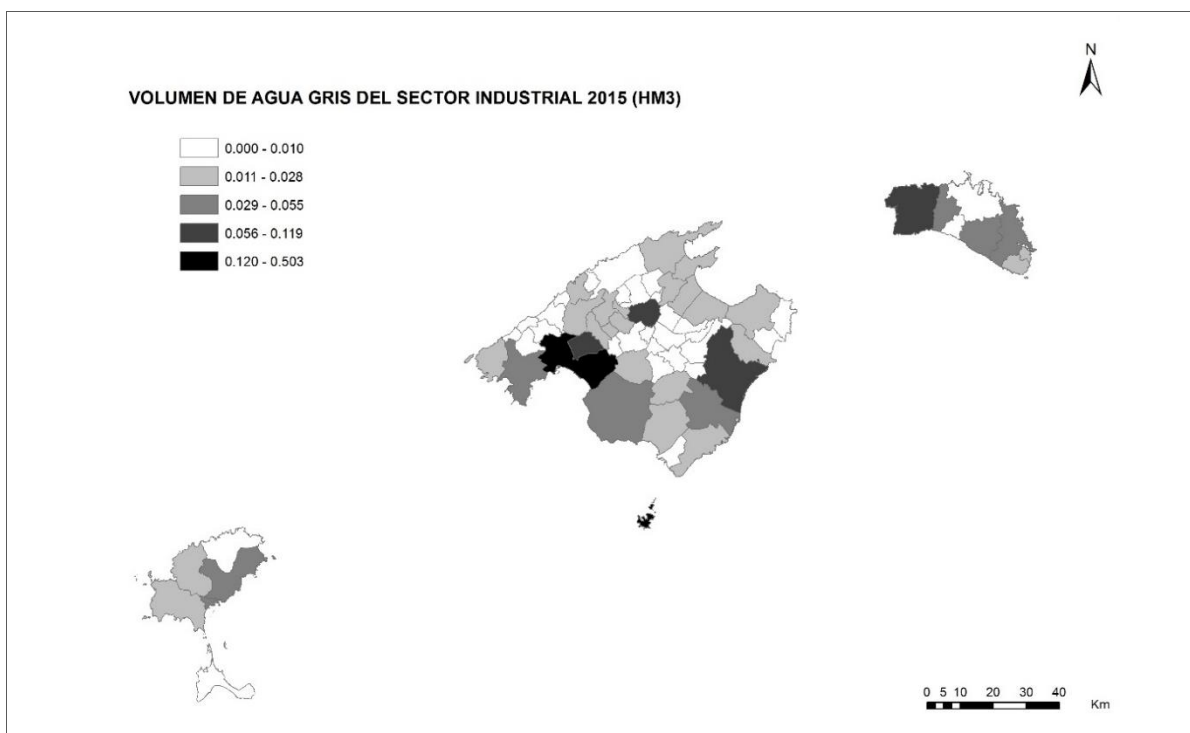 N
VOLUMEN DE AGUA GRIS DEL SECTOR INDUSTRIAL 2015 (HM3)
0.000 - 0.010
0.011 - 0.028
0.029 - 0.055
0.056 - 0.119
0.120 - 0.503
0 5 10 20 30 40 Km